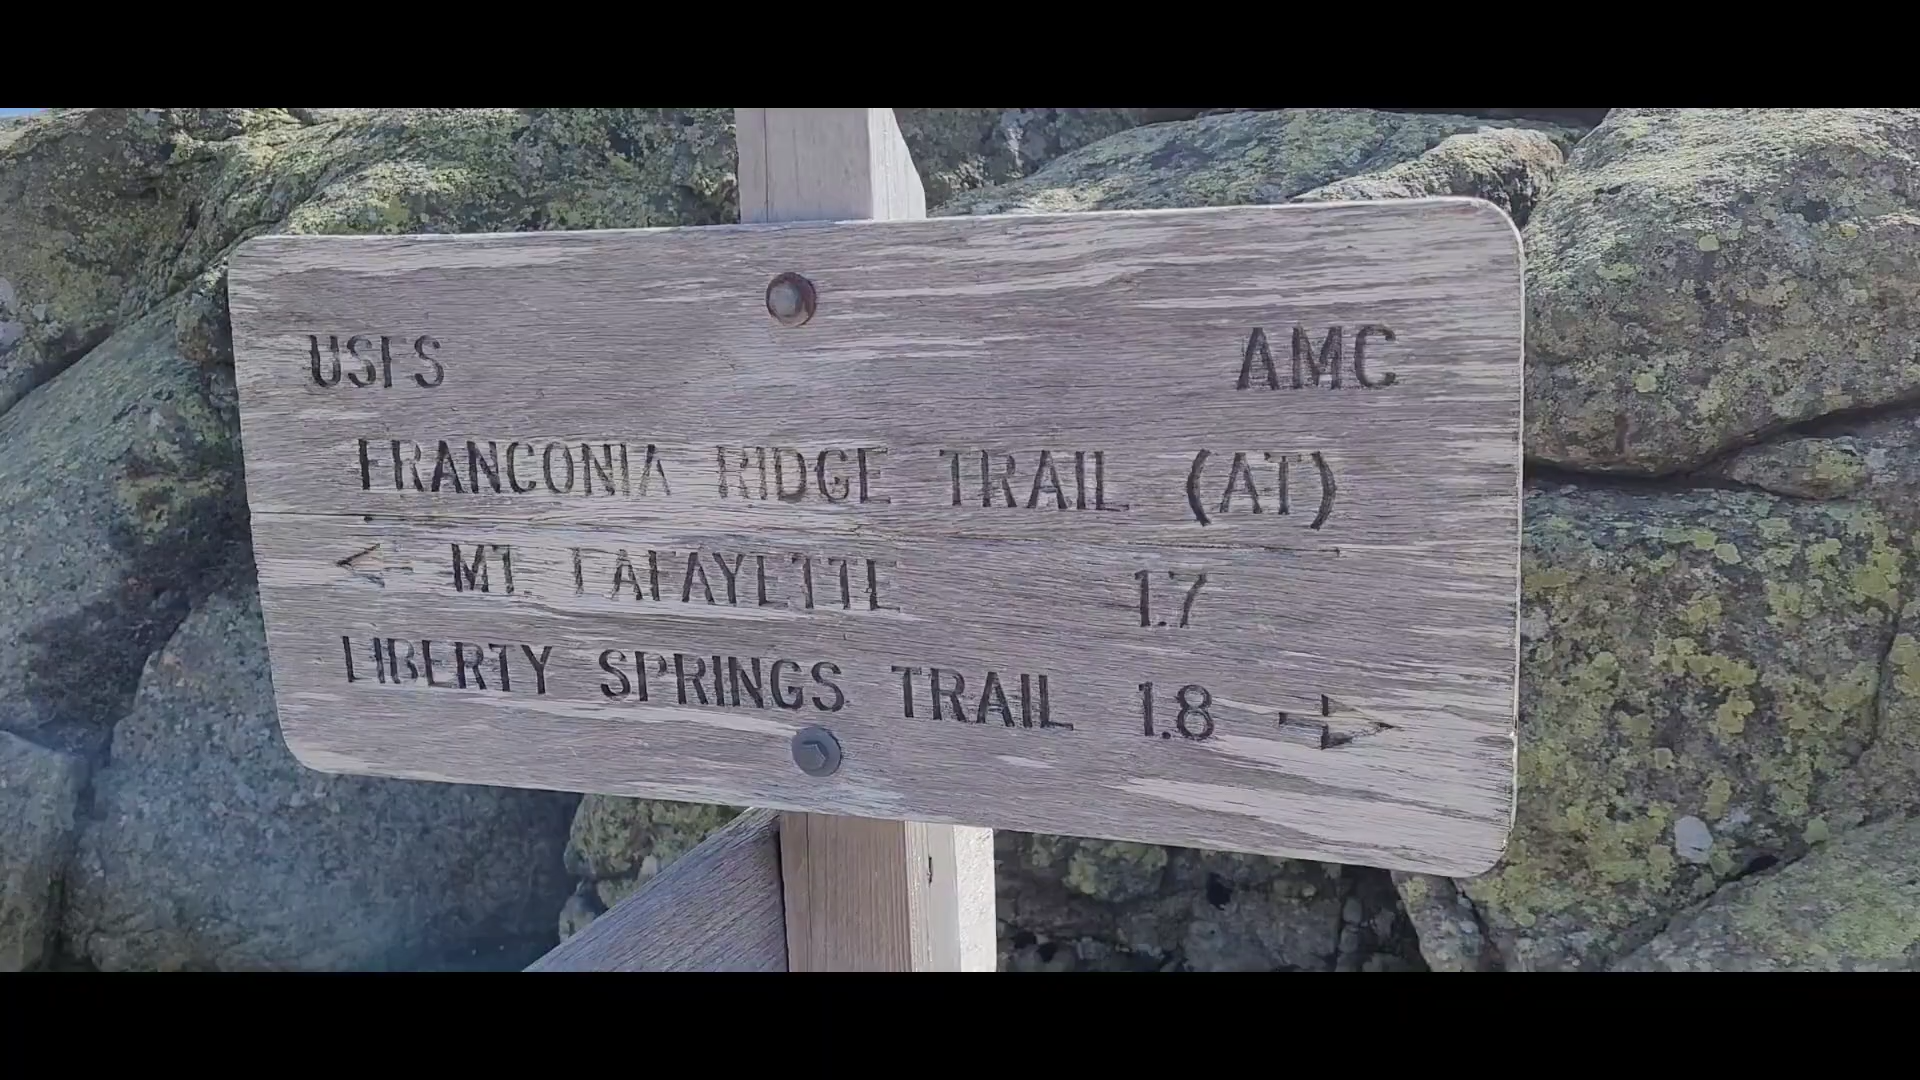 USFS AMC
FRANCONIA RIDGE TRAIL (AT)
← MT. LAFAYETTE 1.7
LIBERTY SPRINGS TRAIL 1.8 →